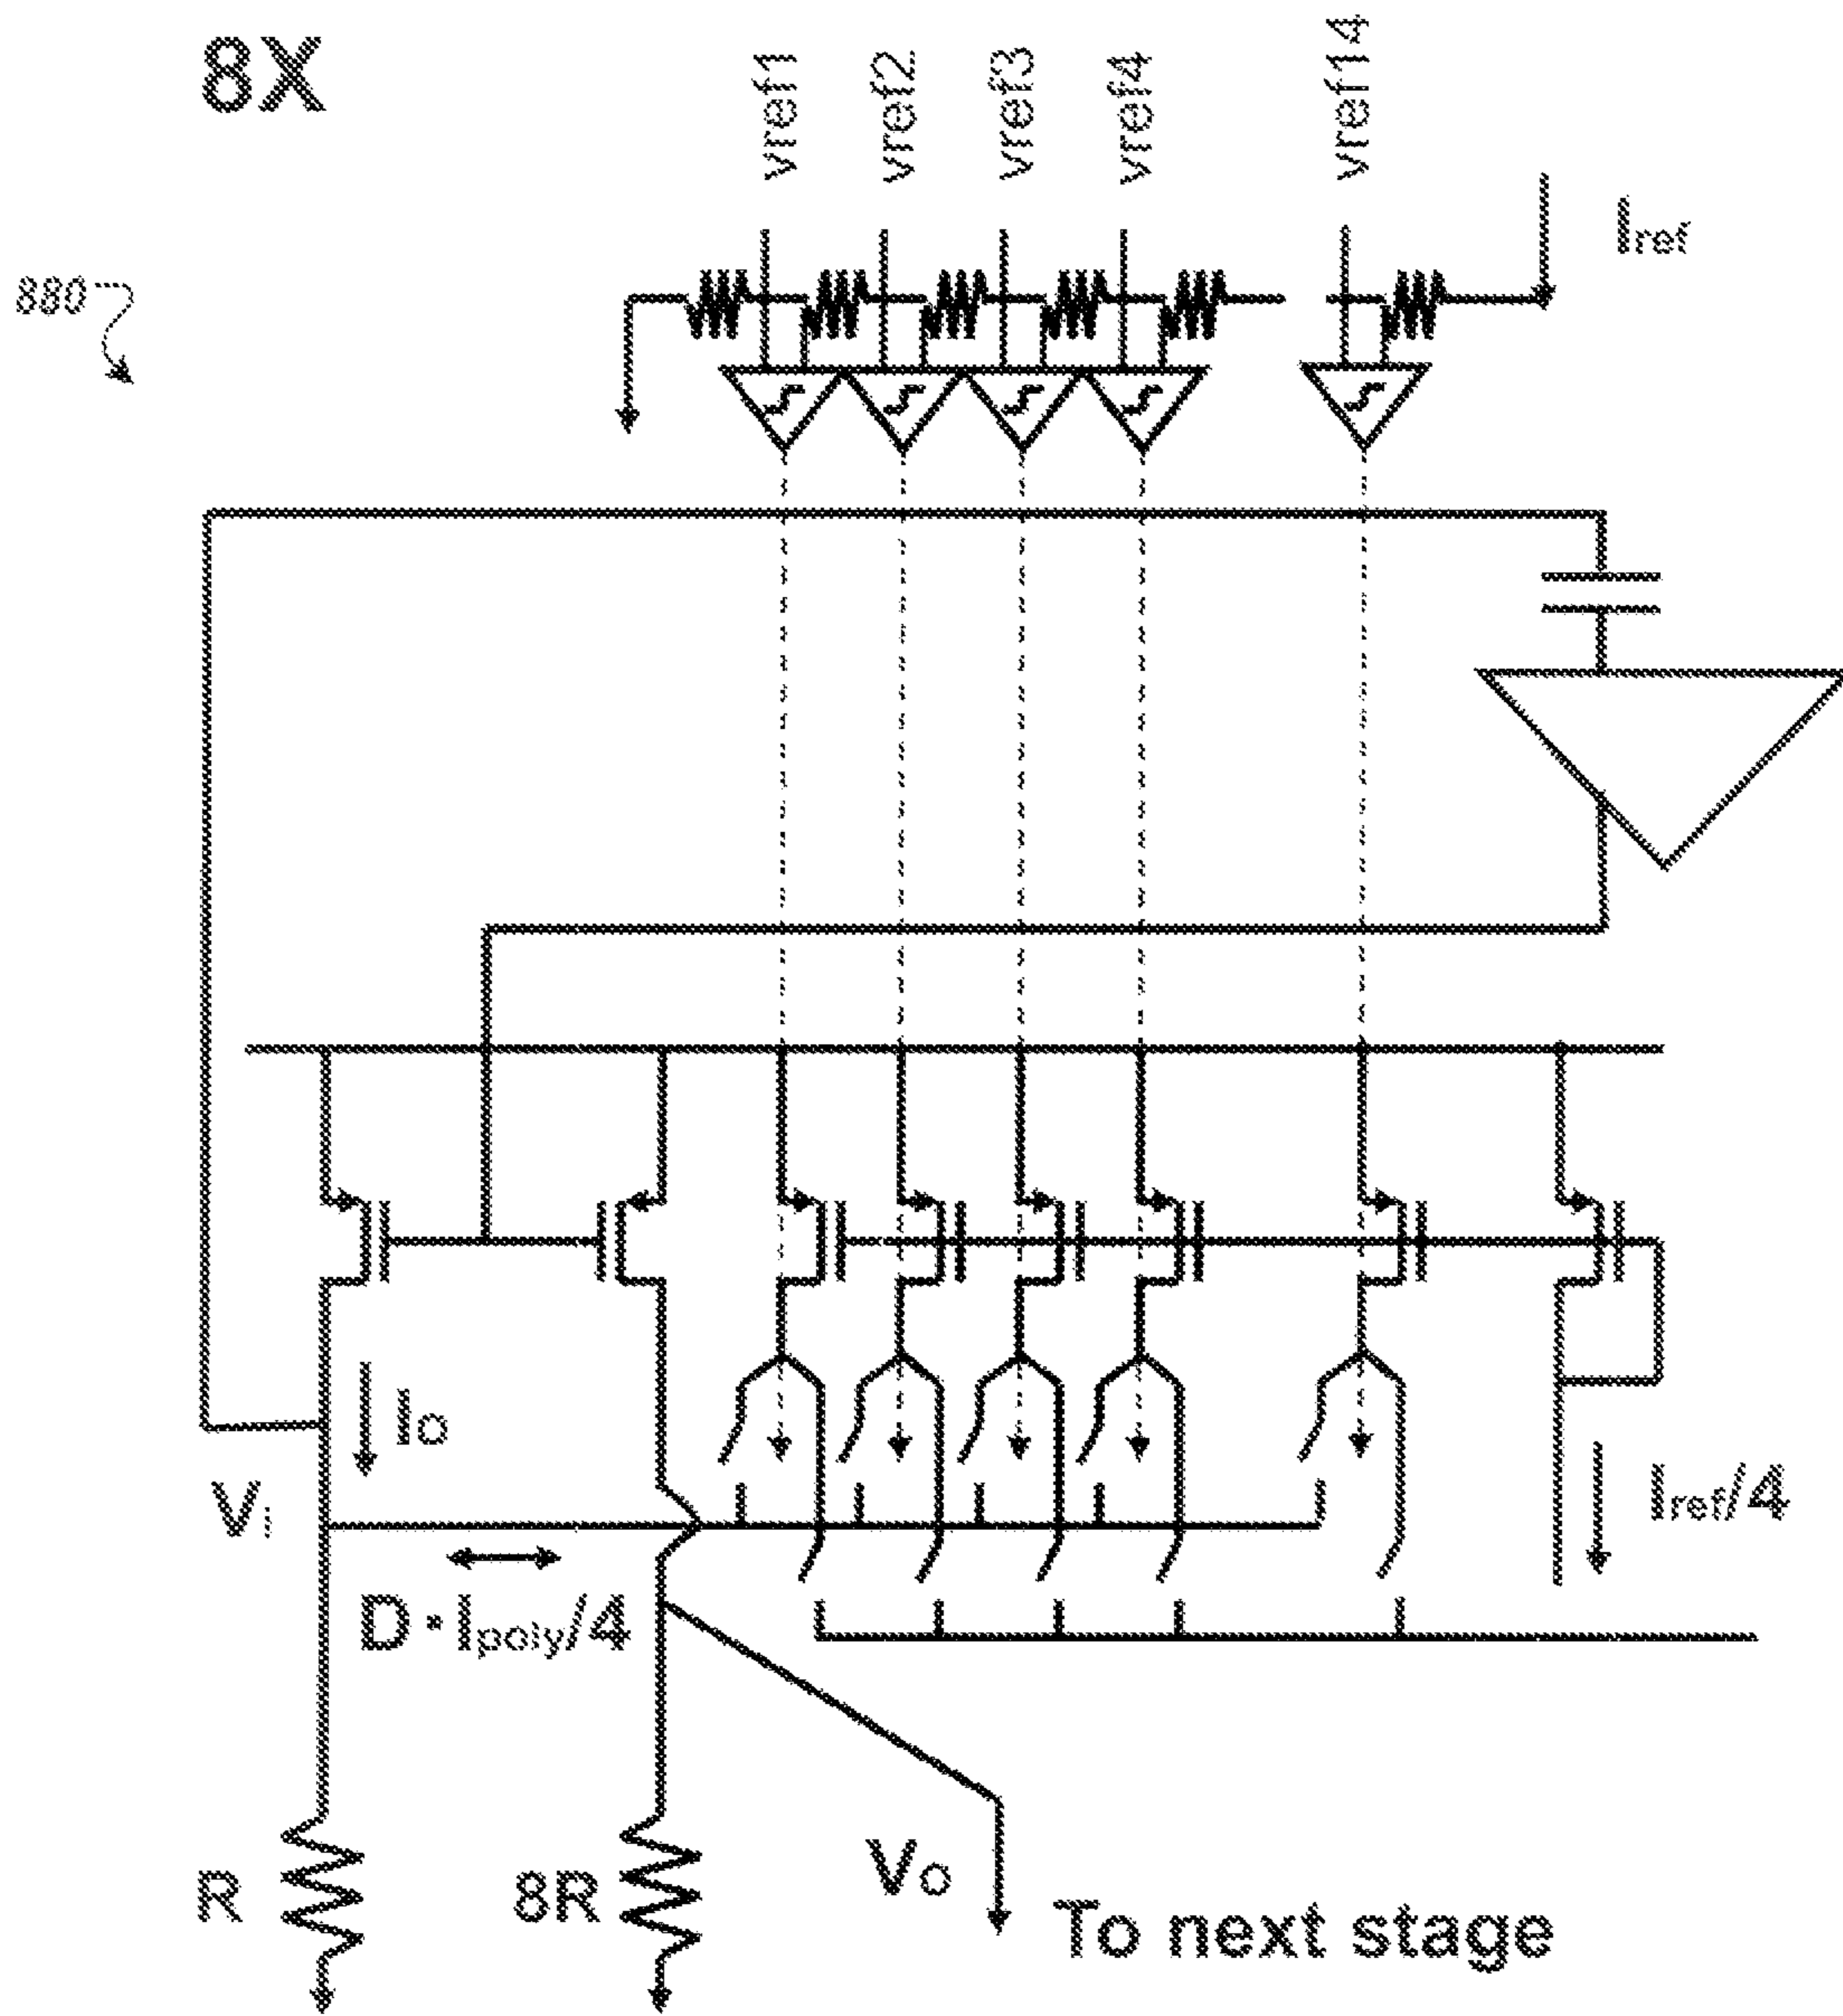 8X
vref1
vref2
vref3
vref4
vref14
Iref
880
IO
Vi
Iref/4
D·Ipoly/4
R
8R
VO
To next stage